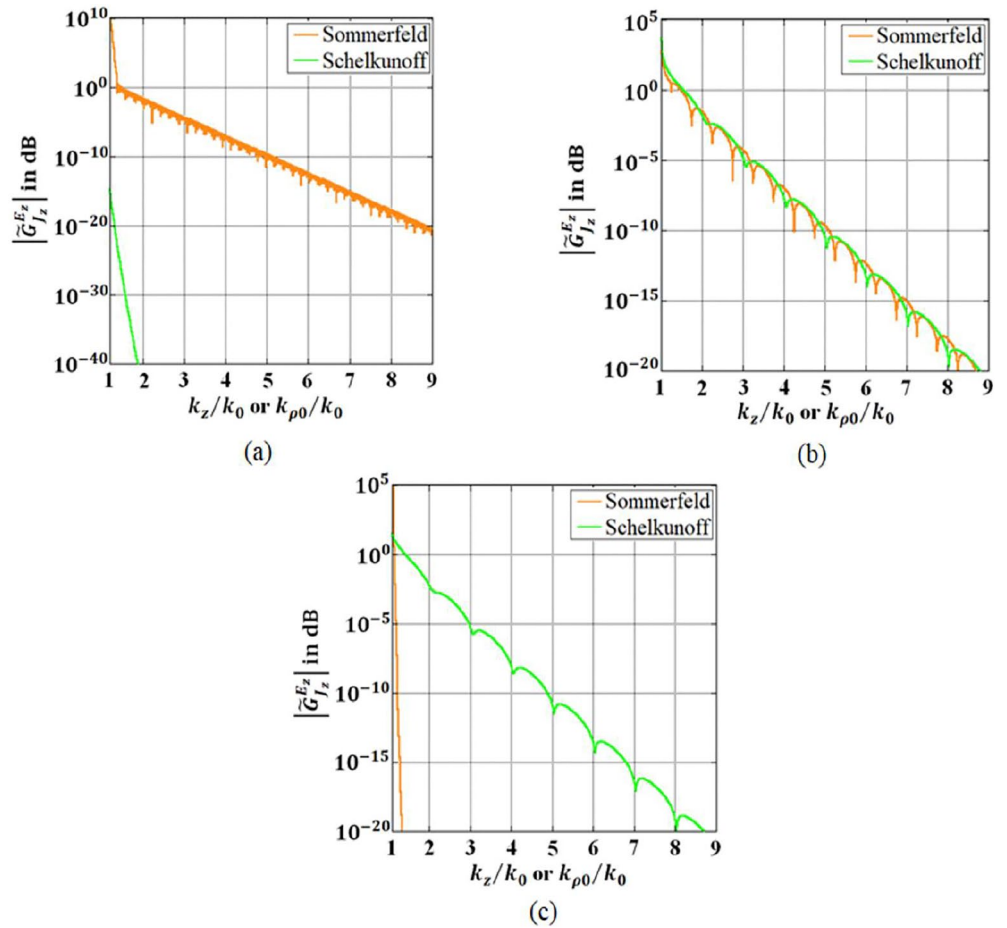 10^10
10^0
10^-10
10^-20
10^-30
10^-40
|G̃^{E_z}_{J_z}| in dB
Sommerfeld
Schelkunoff
1 2 3 4 5 6 7 8 9
k_z/k_0 or k_ρ0/k_0
(a)
10^5
10^0
10^-5
10^-10
10^-15
10^-20
|G̃^{E_z}_{J_z}| in dB
Sommerfeld
Schelkunoff
1 2 3 4 5 6 7 8 9
k_z/k_0 or k_ρ0/k_0
(b)
10^5
10^0
10^-5
10^-10
10^-15
10^-20
|G̃^{E_z}_{J_z}| in dB
Sommerfeld
Schelkunoff
1 2 3 4 5 6 7 8 9
k_z/k_0 or k_ρ0/k_0
(c)